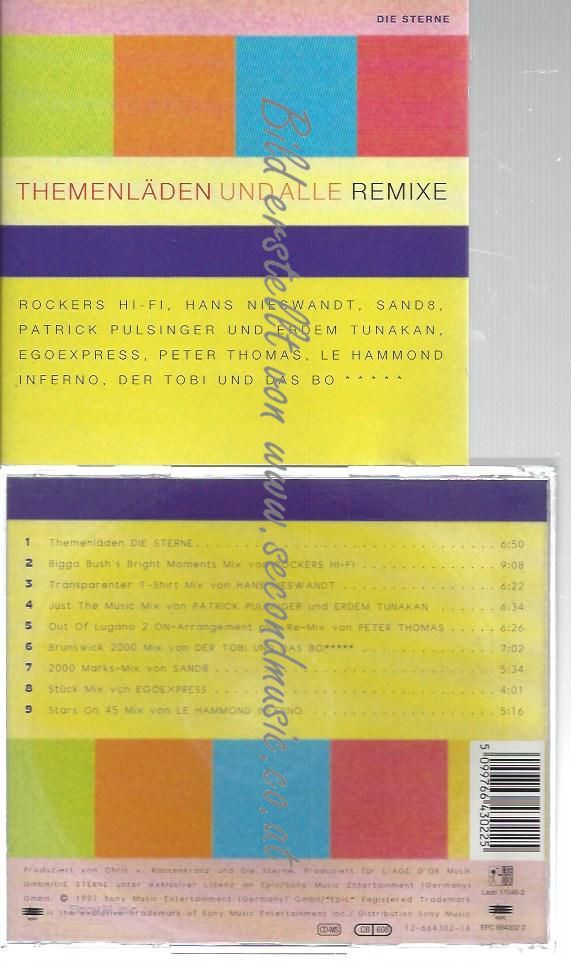 DIE STERNE
THEMENLÄDEN UND ALLE REMIXE
ROCKERS HI-FI, HANS NIESWANDT, SAND8,
PATRICK PULSINGER UND ERDEM TUNAKAN,
EGOEXPRESS, PETER THOMAS, LE HAMMOND
INFERNO, DER TOBI UND DAS BO * * * * *
Bild erstellt von www.secondmusic.co.at
1 Themenläden DIE STERNE 6:50
2 Bigga Bush's Bright Moments Mix von ROCKERS HI-FI 9:08
3 Transparenter T-Shirt Mix von HANS NIESWANDT 6:22
4 Just The Music Mix von PATRICK PULSINGER und ERDEM TUNAKAN 6:34
5 Out Of Lugano 2 ON-Arrangement Re-Mix von PETER THOMAS 6:26
6 Brunswick 2000 Mix von DER TOBI UND DAS BO***** 7:02
7 2000 Marks-Mix von SAND8 5:34
8 Stück Mix von EGOEXPRESS 4:01
9 Stars On 45 Mix von LE HAMMOND INFERNO 5:16
5 099766 430225
Produziert von Chris v. Rautenkranz und Die Sterne. Produziert für L'AGE D'OR Musik
GmbH/DIE STERNE unter exklusiver Lizenz an Epic/Sony Music Entertainment (Germany)
GmbH. © 1997 Sony Music Entertainment (Germany) GmbH/"Epic" Registered Trademark
is the exclusive Trademark of Sony Music Entertainment Inc./ Distribution Sony Music
Lado 17046-2
epic
CD-MS
CB 608
12-664302-14
epic
EPC 664302 2